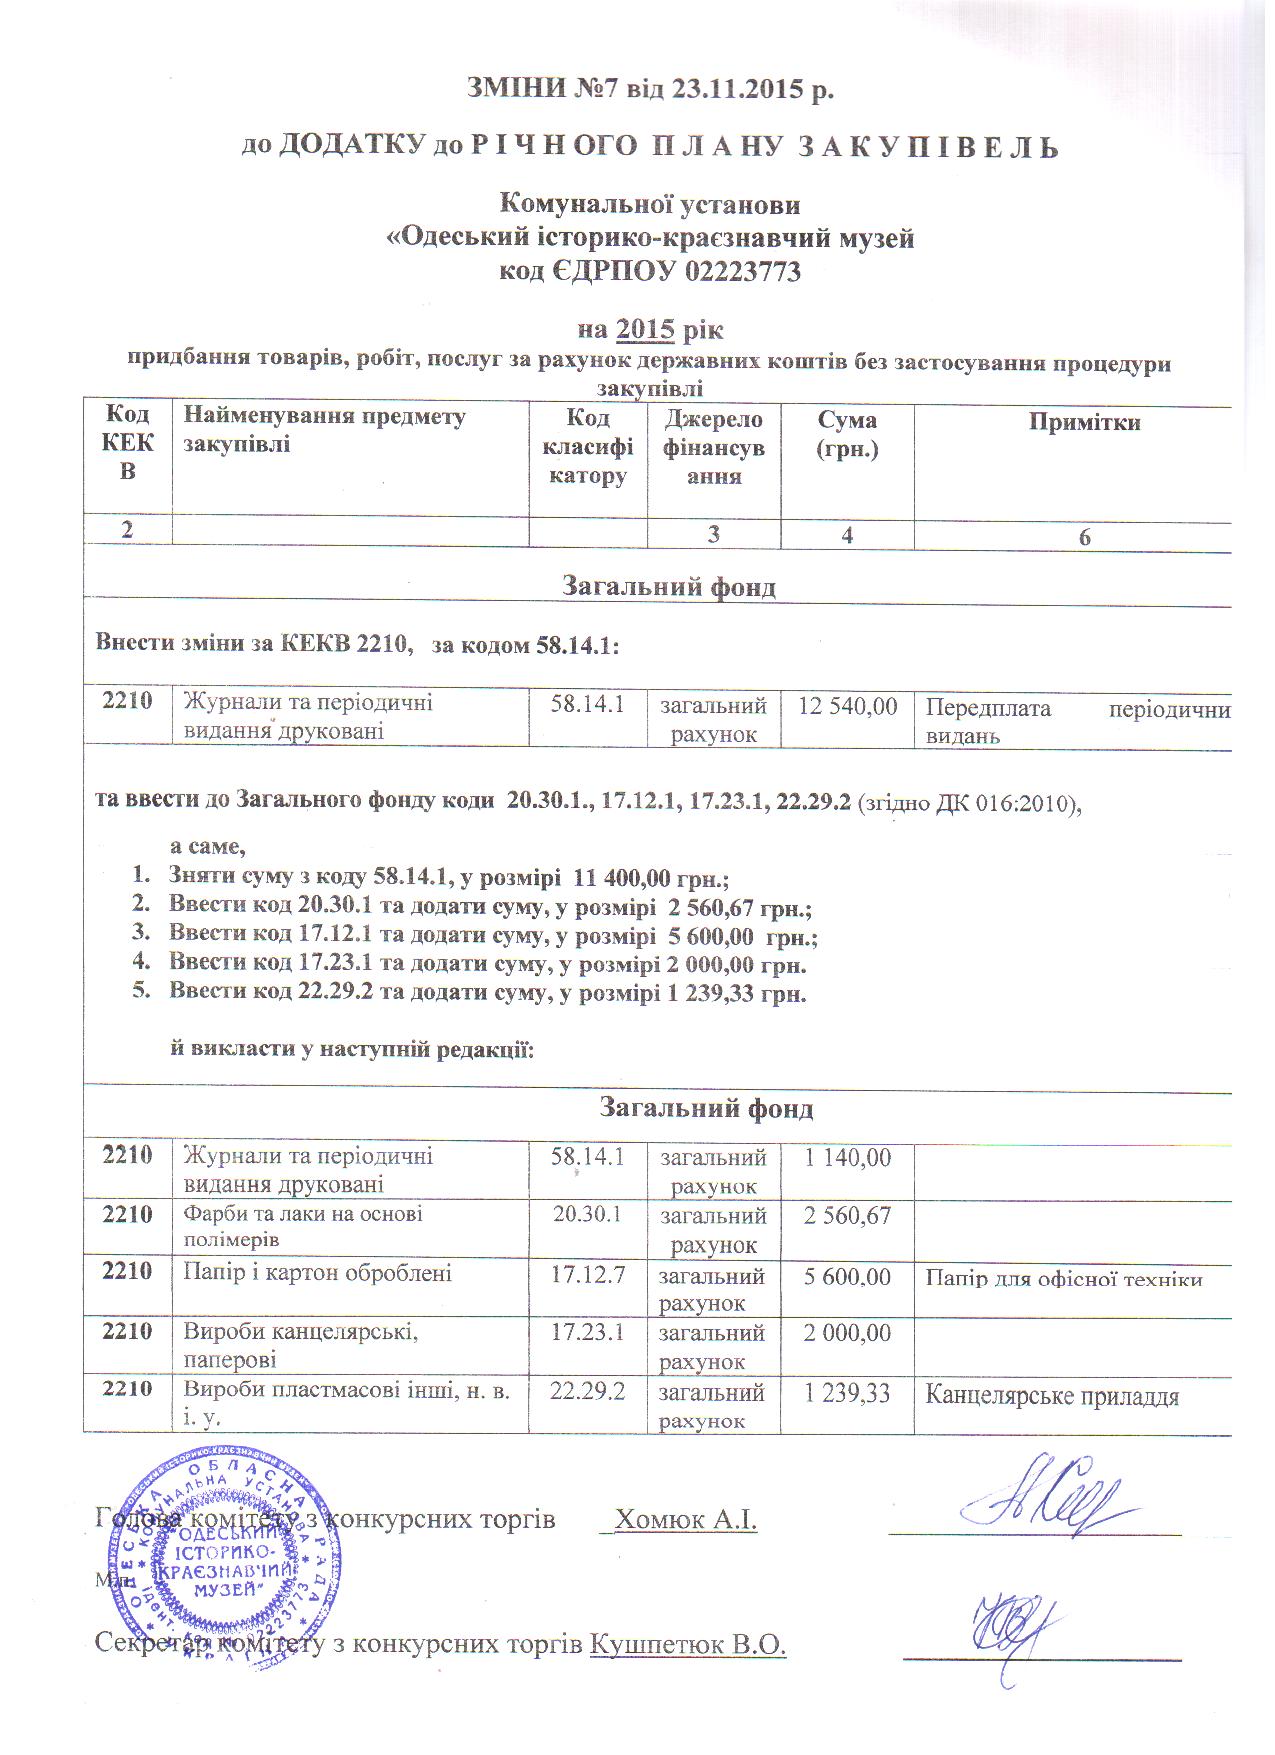 ЗМІНИ №7 від 23.11.2015 р.
до ДОДАТКУ до Р І Ч Н О Г О П Л А Н У З А К У П І В Е Л Ь
Комунальної установи
«Одеський історико-краєзнавчий музей
код ЄДРПОУ 02223773
на 2015 рік
придбання товарів, робіт, послуг за рахунок державних коштів без застосування процедури
закупівлі
Код КЕКВ Найменування предмету закупівлі Код класифікатору Джерело фінансування Сума (грн.) Примітки
2 3 4 6
Загальний фонд
Внести зміни за КЕКВ 2210, за кодом 58.14.1:
2210 Журнали та періодичні 58.14.1 загальний 12 540,00 Передплата періодични
видання друковані рахунок видань
та ввести до Загального фонду коди 20.30.1., 17.12.1, 17.23.1, 22.29.2 (згідно ДК 016:2010),
а саме,
1. Зняти суму з коду 58.14.1, у розмірі 11 400,00 грн.;
2. Ввести код 20.30.1 та додати суму, у розмірі 2 560,67 грн.;
3. Ввести код 17.12.1 та додати суму, у розмірі 5 600,00 грн.;
4. Ввести код 17.23.1 та додати суму, у розмірі 2 000,00 грн.
5. Ввести код 22.29.2 та додати суму, у розмірі 1 239,33 грн.
й викласти у наступній редакції:
Загальний фонд
2210 Журнали та періодичні 58.14.1 загальний 1 140,00
видання друковані рахунок
2210 Фарби та лаки на основі 20.30.1 загальний 2 560,67
полімерів рахунок
2210 Папір і картон оброблені 17.12.7 загальний 5 600,00 Папір для офісної техніки
рахунок
2210 Вироби канцелярські, 17.23.1 загальний 2 000,00
паперові рахунок
2210 Вироби пластмасові інші, н. в. 22.29.2 загальний 1 239,33 Канцелярське приладдя
і. у. рахунок
Голова комітету з конкурсних торгів Хомюк А.І.
М.п.
Секретар комітету з конкурсних торгів Кушпетюк В.О.
ОДЕСЬКА ОБЛАСНА РАДА
КОМУНАЛЬНА УСТАНОВА
"ОДЕСЬКИЙ
ІСТОРИКО-
КРАЄЗНАВЧИЙ
МУЗЕЙ"
Ідент. код 02223773
УКРАЇНА